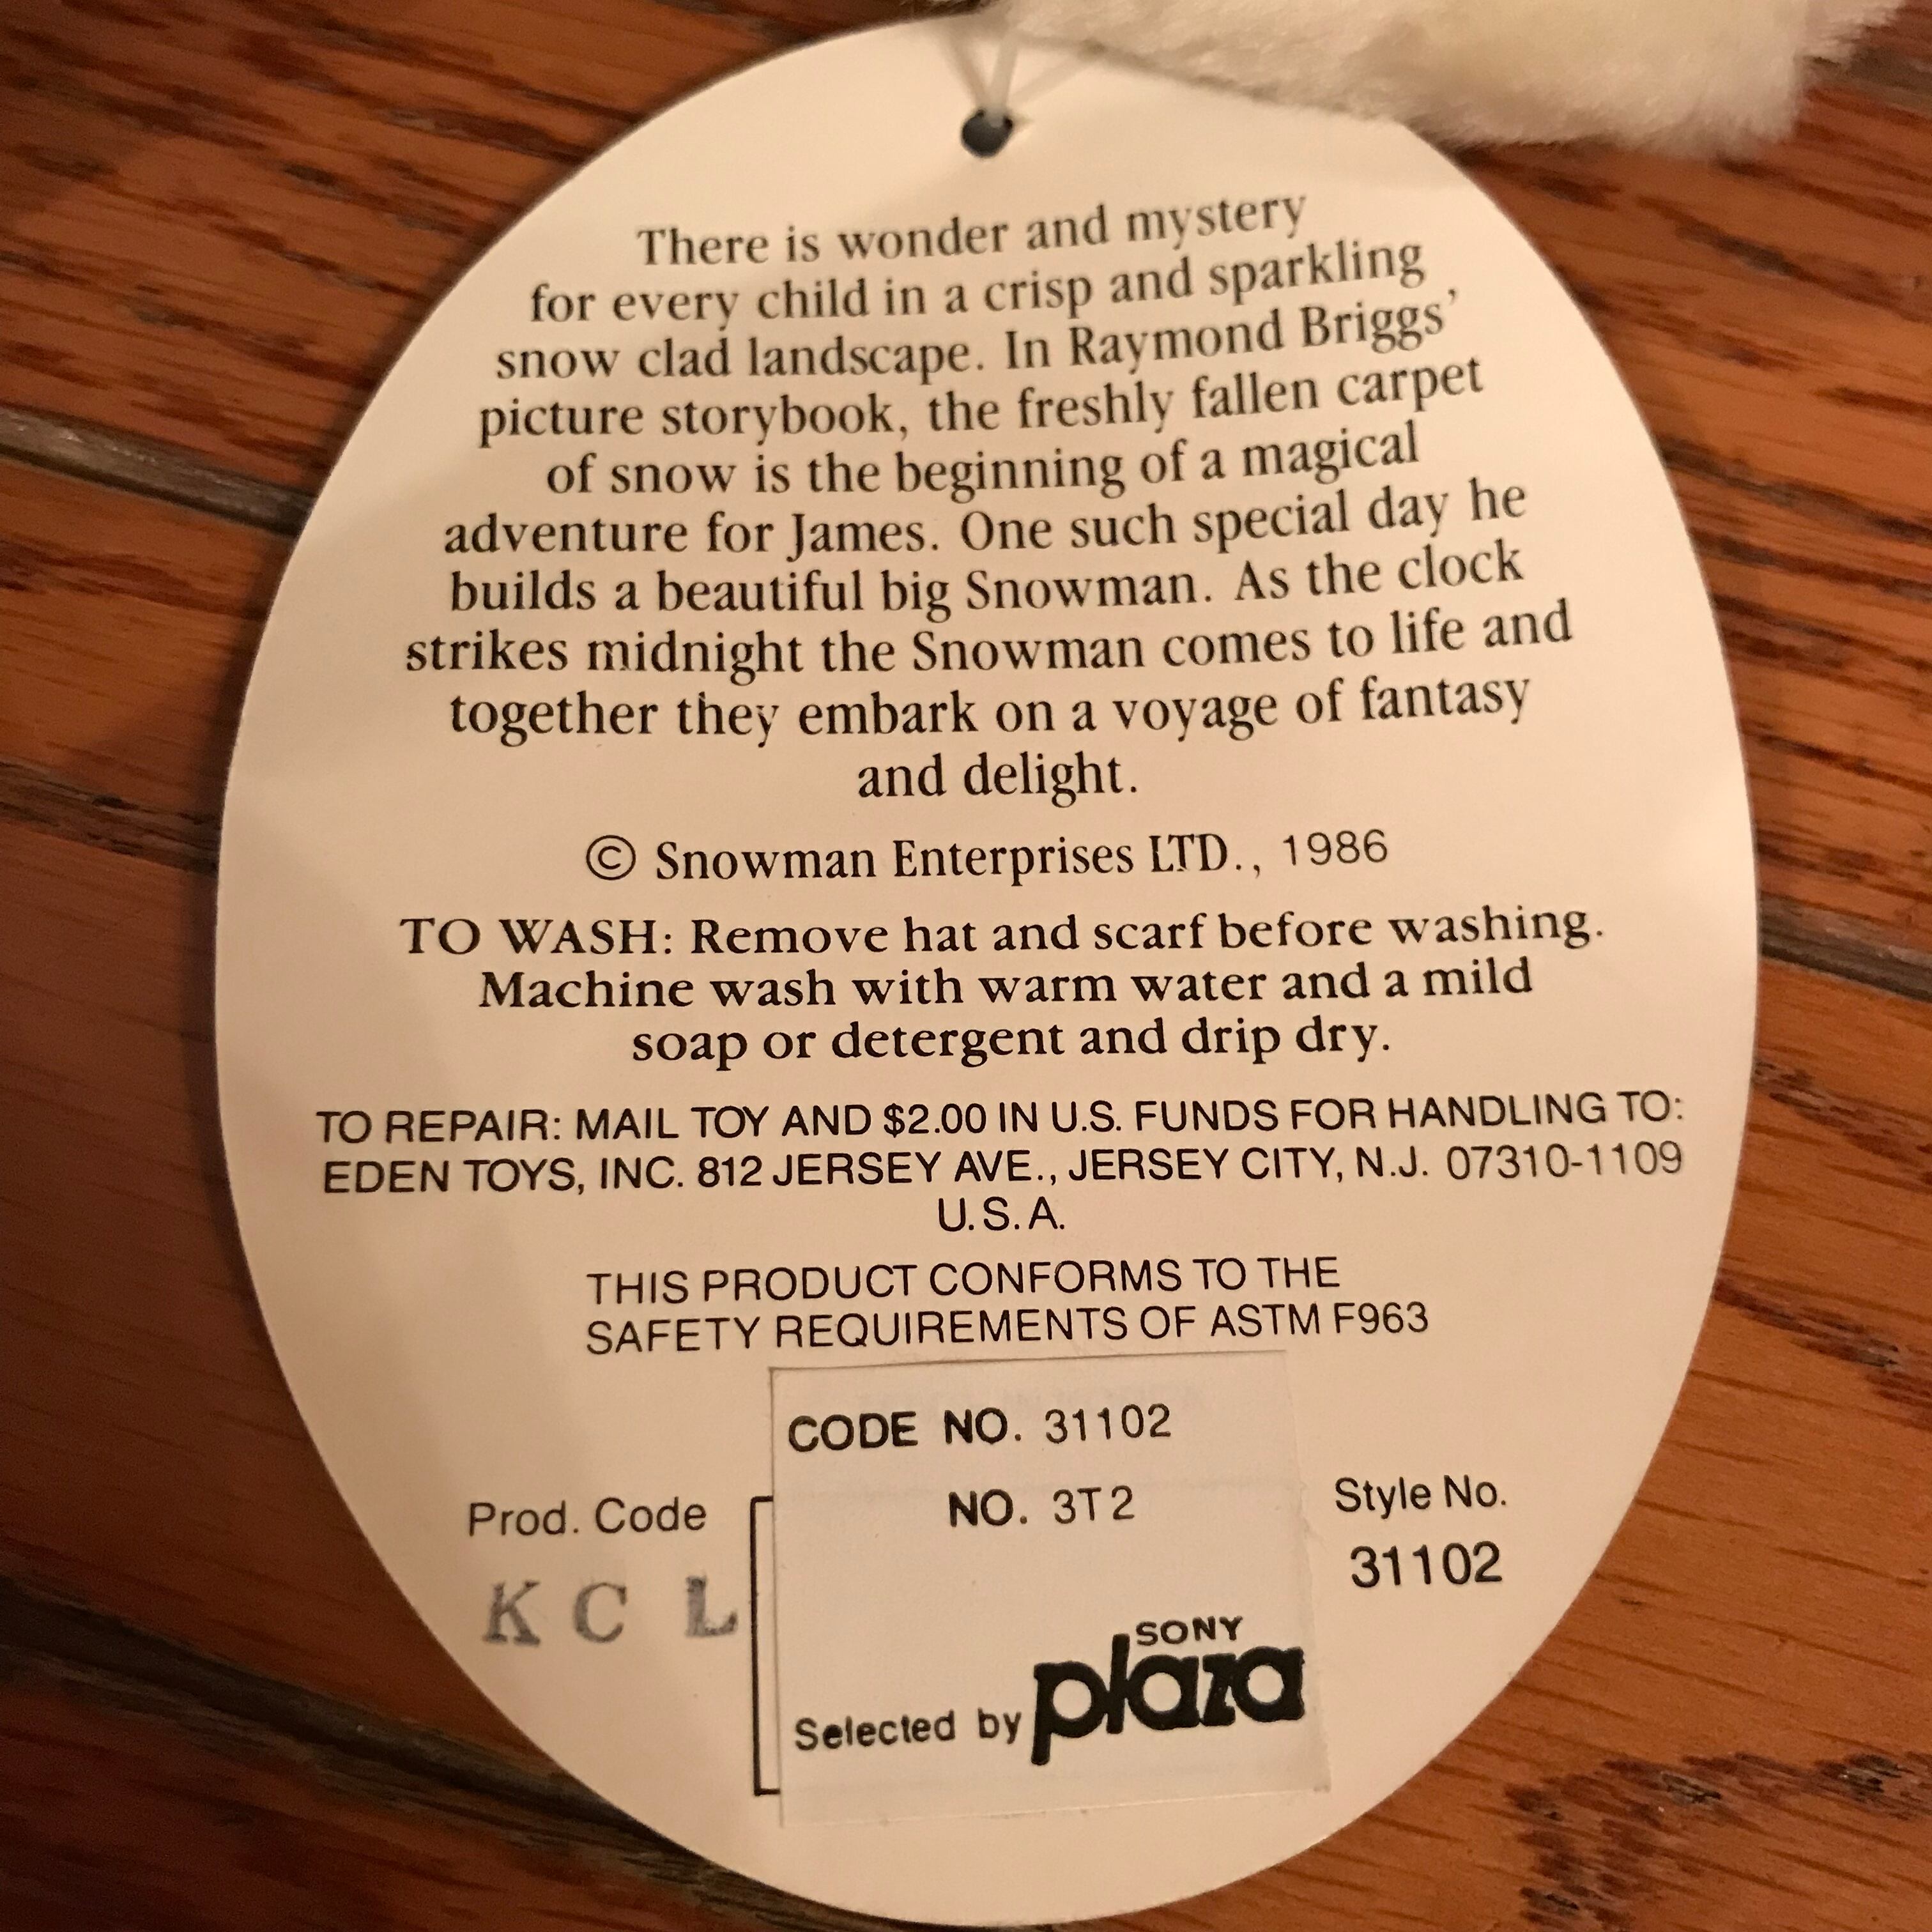 There is wonder and mystery
for every child in a crisp and sparkling
snow clad landscape. In Raymond Briggs'
picture storybook, the freshly fallen carpet
of snow is the beginning of a magical
adventure for James. One such special day he
builds a beautiful big Snowman. As the clock
strikes midnight the Snowman comes to life and
together they embark on a voyage of fantasy
and delight.
© Snowman Enterprises LTD., 1986
TO WASH: Remove hat and scarf before washing.
Machine wash with warm water and a mild
soap or detergent and drip dry.
TO REPAIR: MAIL TOY AND $2.00 IN U.S. FUNDS FOR HANDLING TO:
EDEN TOYS, INC. 812 JERSEY AVE., JERSEY CITY, N.J. 07310-1109
U.S.A.
THIS PRODUCT CONFORMS TO THE
SAFETY REQUIREMENTS OF ASTM F963
CODE NO. 31102
NO. 3T2
Prod. Code
K C L
Style No.
31102
SONY
Selected by plaza